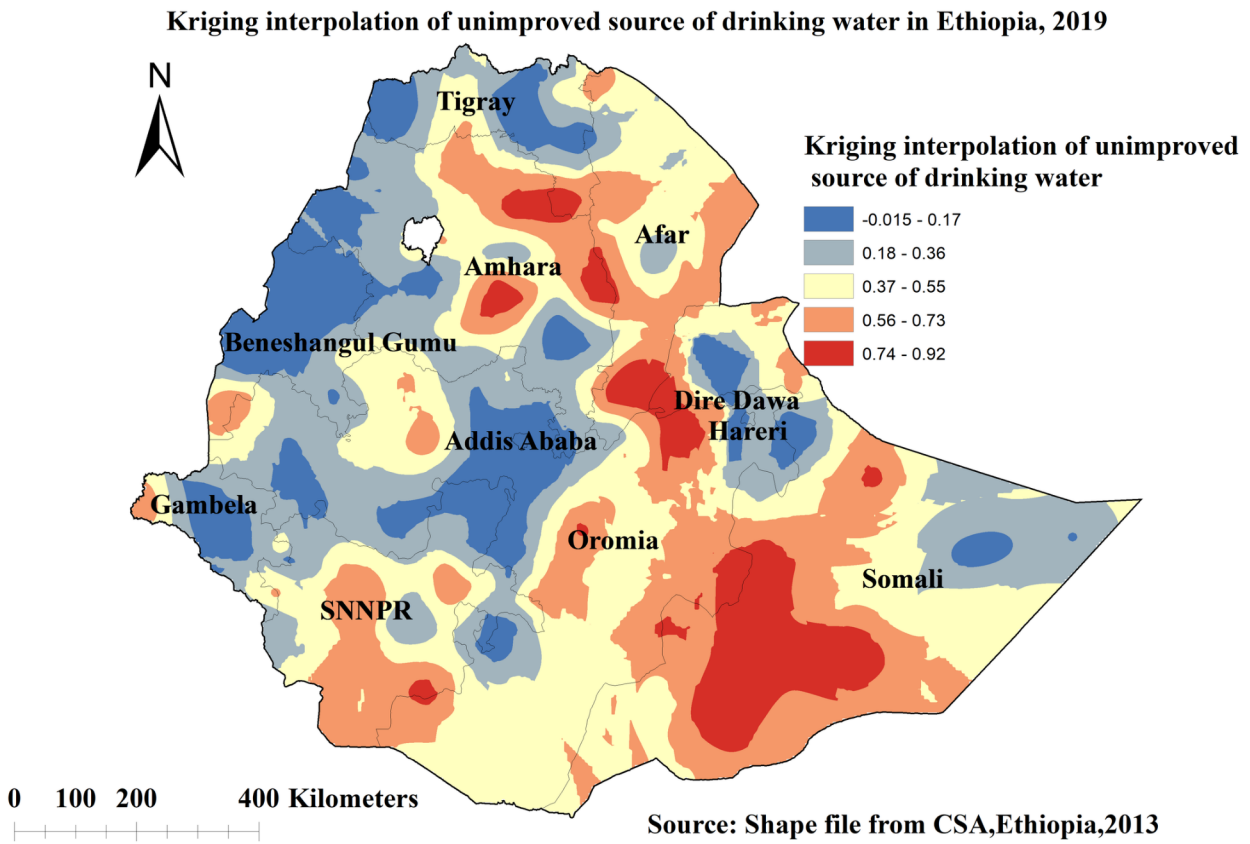 Kriging interpolation of unimproved source of drinking water in Ethiopia, 2019
N
Tigray
Kriging interpolation of unimproved
source of drinking water
-0.015 - 0.17
0.18 - 0.36
0.37 - 0.55
0.56 - 0.73
0.74 - 0.92
Afar
Amhara
Beneshangul Gumu
Dire Dawa
Hareri
Addis Ababa
Gambela
Oromia
Somali
SNNPR
0 100 200 400 Kilometers
Source: Shape file from CSA,Ethiopia,2013